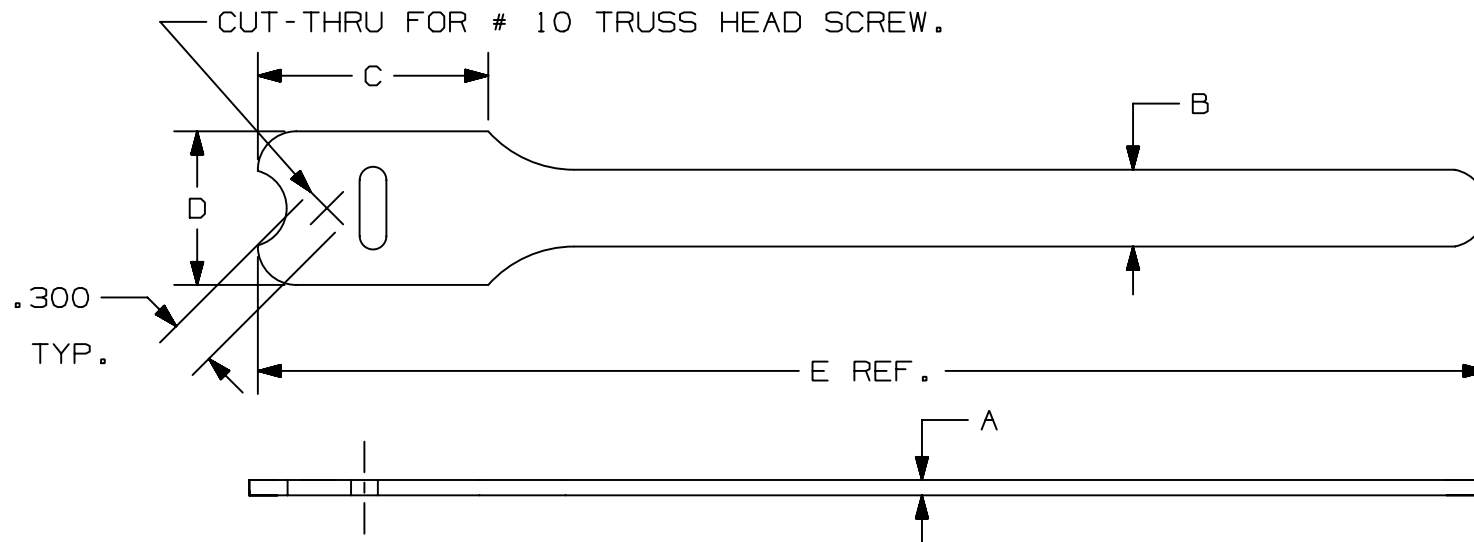 CUT-THRU FOR # 10 TRUSS HEAD SCREW.
C
B
D
.300
TYP.
E REF.
A